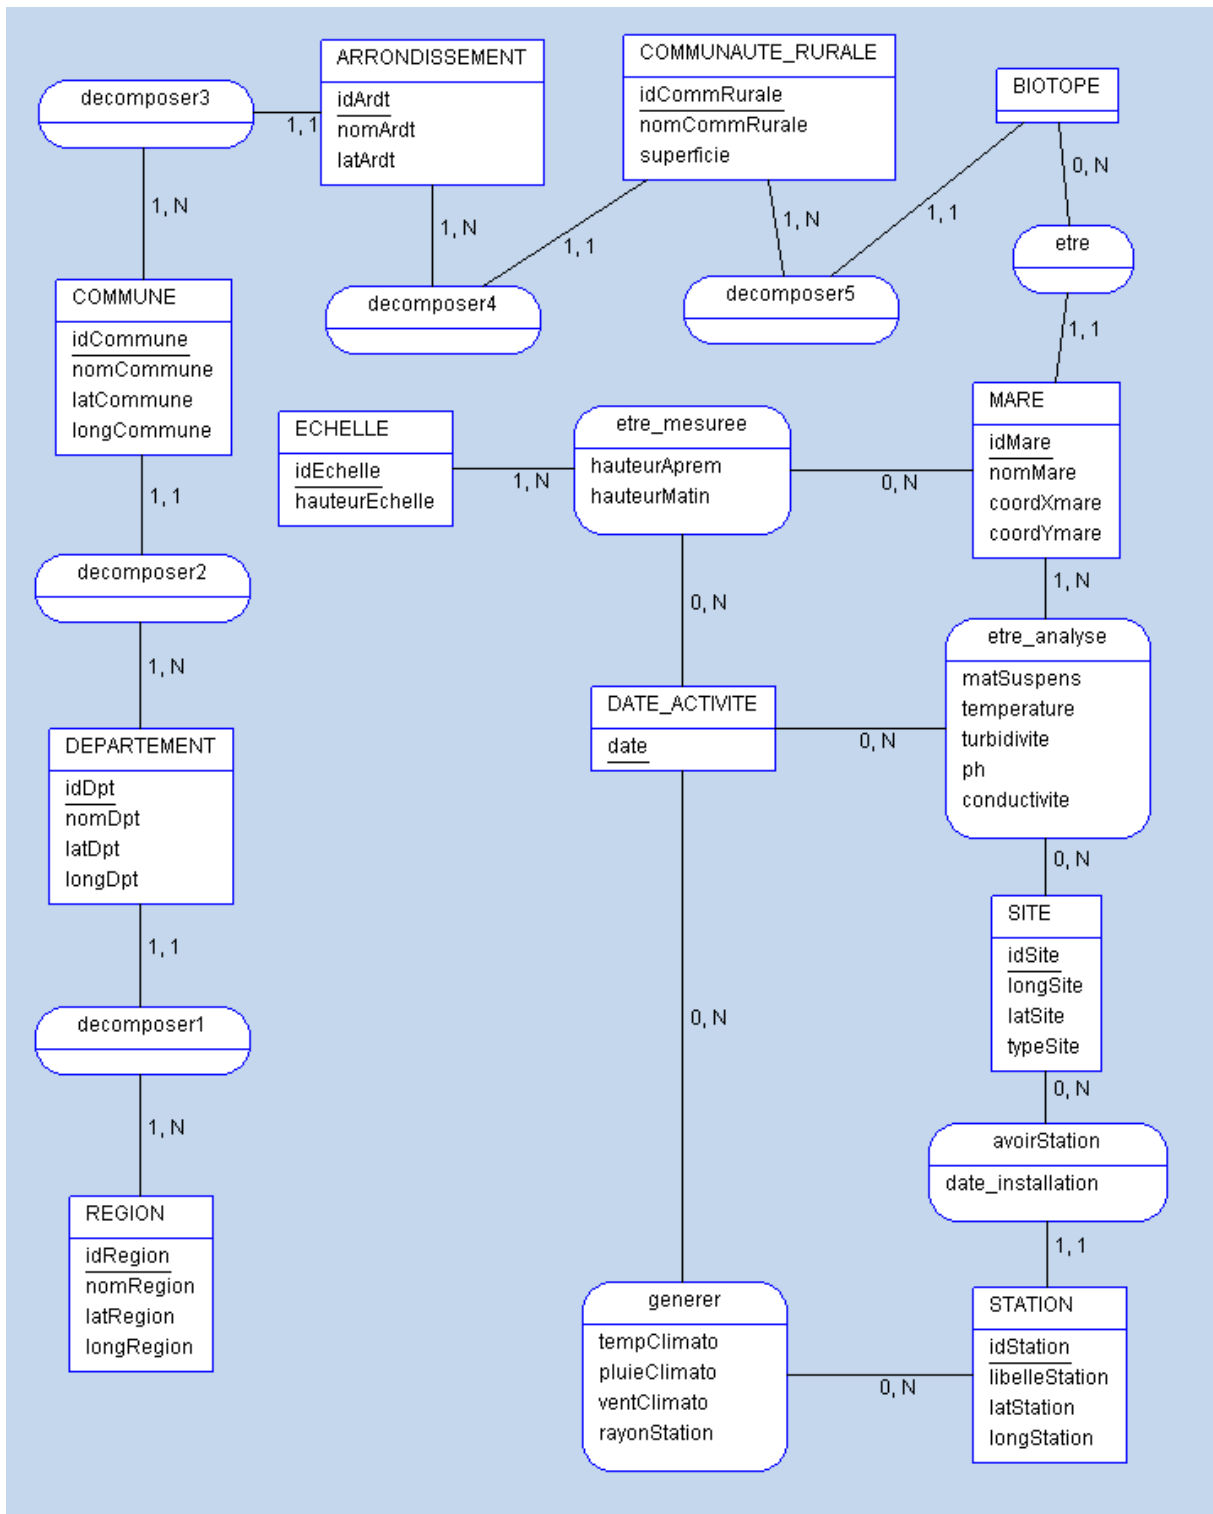 ARRONDISSEMENT
idArdt
nomArdt
latArdt
COMMUNAUTE_RURALE
idCommRurale
nomCommRurale
superficie
BIOTOPE
decomposer3
1, 1
1, N
1, N
1, 1
1, N
1, 1
0, N
etre
1, 1
decomposer4
decomposer5
COMMUNE
idCommune
nomCommune
latCommune
longCommune
ECHELLE
idEchelle
hauteurEchelle
1, N
etre_mesuree
hauteurAprem
hauteurMatin
0, N
MARE
idMare
nomMare
coordXmare
coordYmare
1, 1
decomposer2
1, N
0, N
1, N
etre_analyse
matSuspens
temperature
turbidivite
ph
conductivite
DATE_ACTIVITE
date
0, N
DEPARTEMENT
idDpt
nomDpt
latDpt
longDpt
0, N
SITE
idSite
longSite
latSite
typeSite
1, 1
decomposer1
1, N
0, N
0, N
avoirStation
date_installation
1, 1
REGION
idRegion
nomRegion
latRegion
longRegion
generer
tempClimato
pluieClimato
ventClimato
rayonStation
0, N
STATION
idStation
libelleStation
latStation
longStation